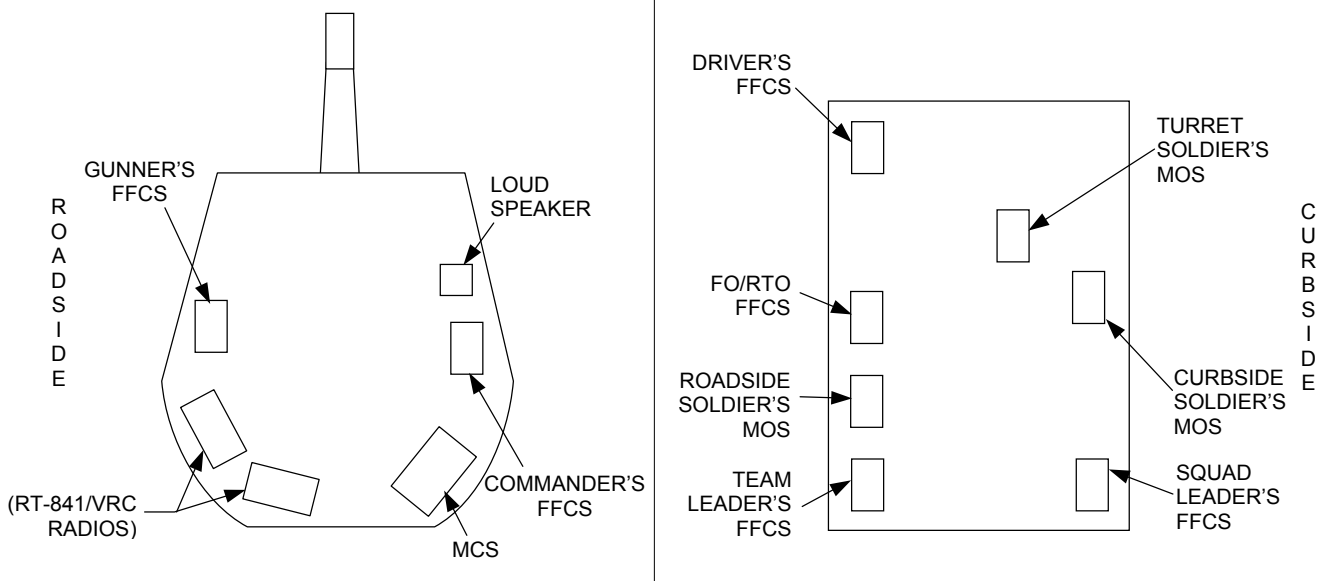 ROADSIDE
GUNNER'S
FFCS
LOUD
SPEAKER
(RT-841/VRC
RADIOS)
COMMANDER'S
FFCS
MCS
DRIVER'S
FFCS
TURRET
SOLDIER'S
MOS
FO/RTO
FFCS
ROADSIDE
SOLDIER'S
MOS
CURBSIDE
SOLDIER'S
MOS
TEAM
LEADER'S
FFCS
SQUAD
LEADER'S
FFCS
CURBSIDE